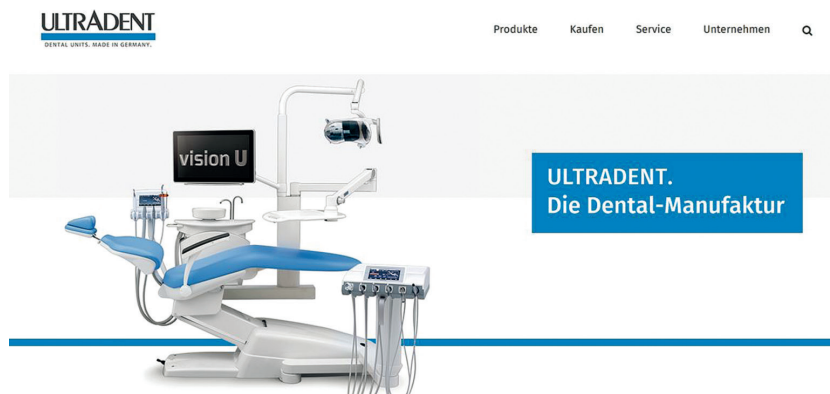 ULTRADENT
DENTAL UNITS. MADE IN GERMANY.
Produkte Kaufen Service Unternehmen
vision U
ULTRADENT.
Die Dental-Manufaktur